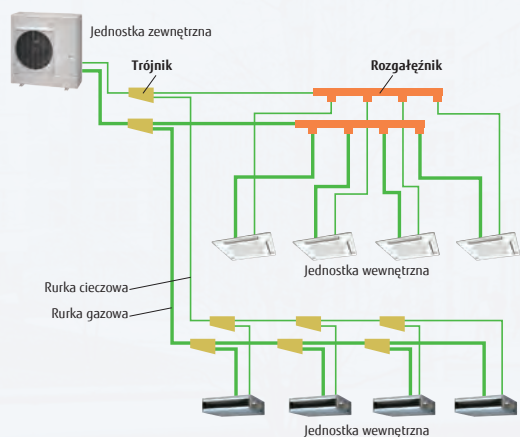 Jednostka zewnętrzna
Trójnik
Rozgałęźnik
Jednostka wewnętrzna
Rurka cieczowa
Rurka gazowa
Jednostka wewnętrzna